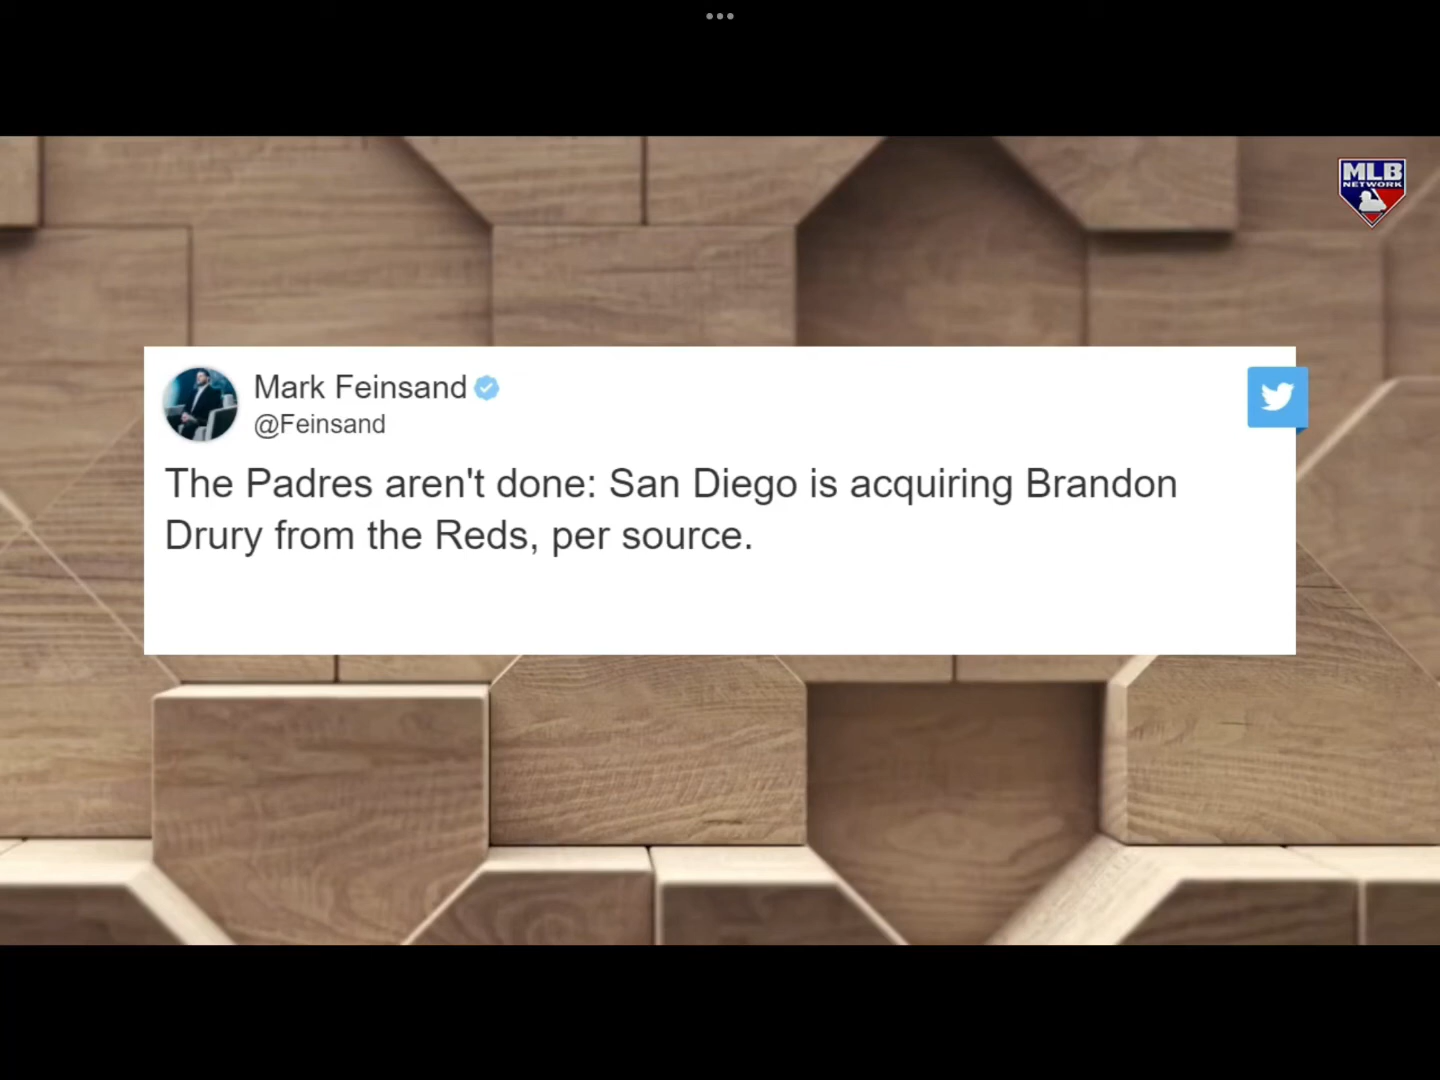 MLB
NETWORK
Mark Feinsand
@Feinsand
The Padres aren't done: San Diego is acquiring Brandon
Drury from the Reds, per source.